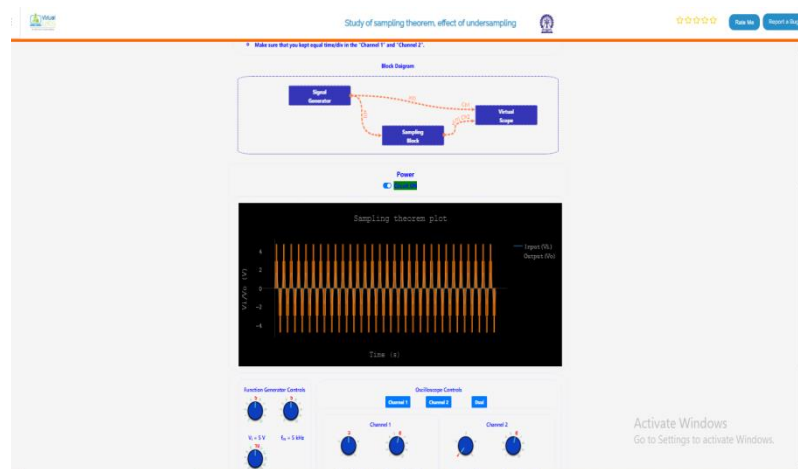 Virtual
Study of sampling theorem, effect of undersampling
Rate Me
Report a Bug
Make sure that you kept equal time/div in the "Channel 1" and "Channel 2".
Block Daigram
Signal
Generator
Virtual
Scope
Sampling
Block
Power
Sampling theorem plot
Input (Vi)
Output (Vo)
Vi/Vo (V)
4
2
0
-2
-4
Time (s)
Function Generator Controls
Oscilloscope Controls
Channel 1
Channel 2
Dual
Channel 1
Channel 2
Vi = 5 V
fin = 5 kHz
Activate Windows
Go to Settings to activate Windows.